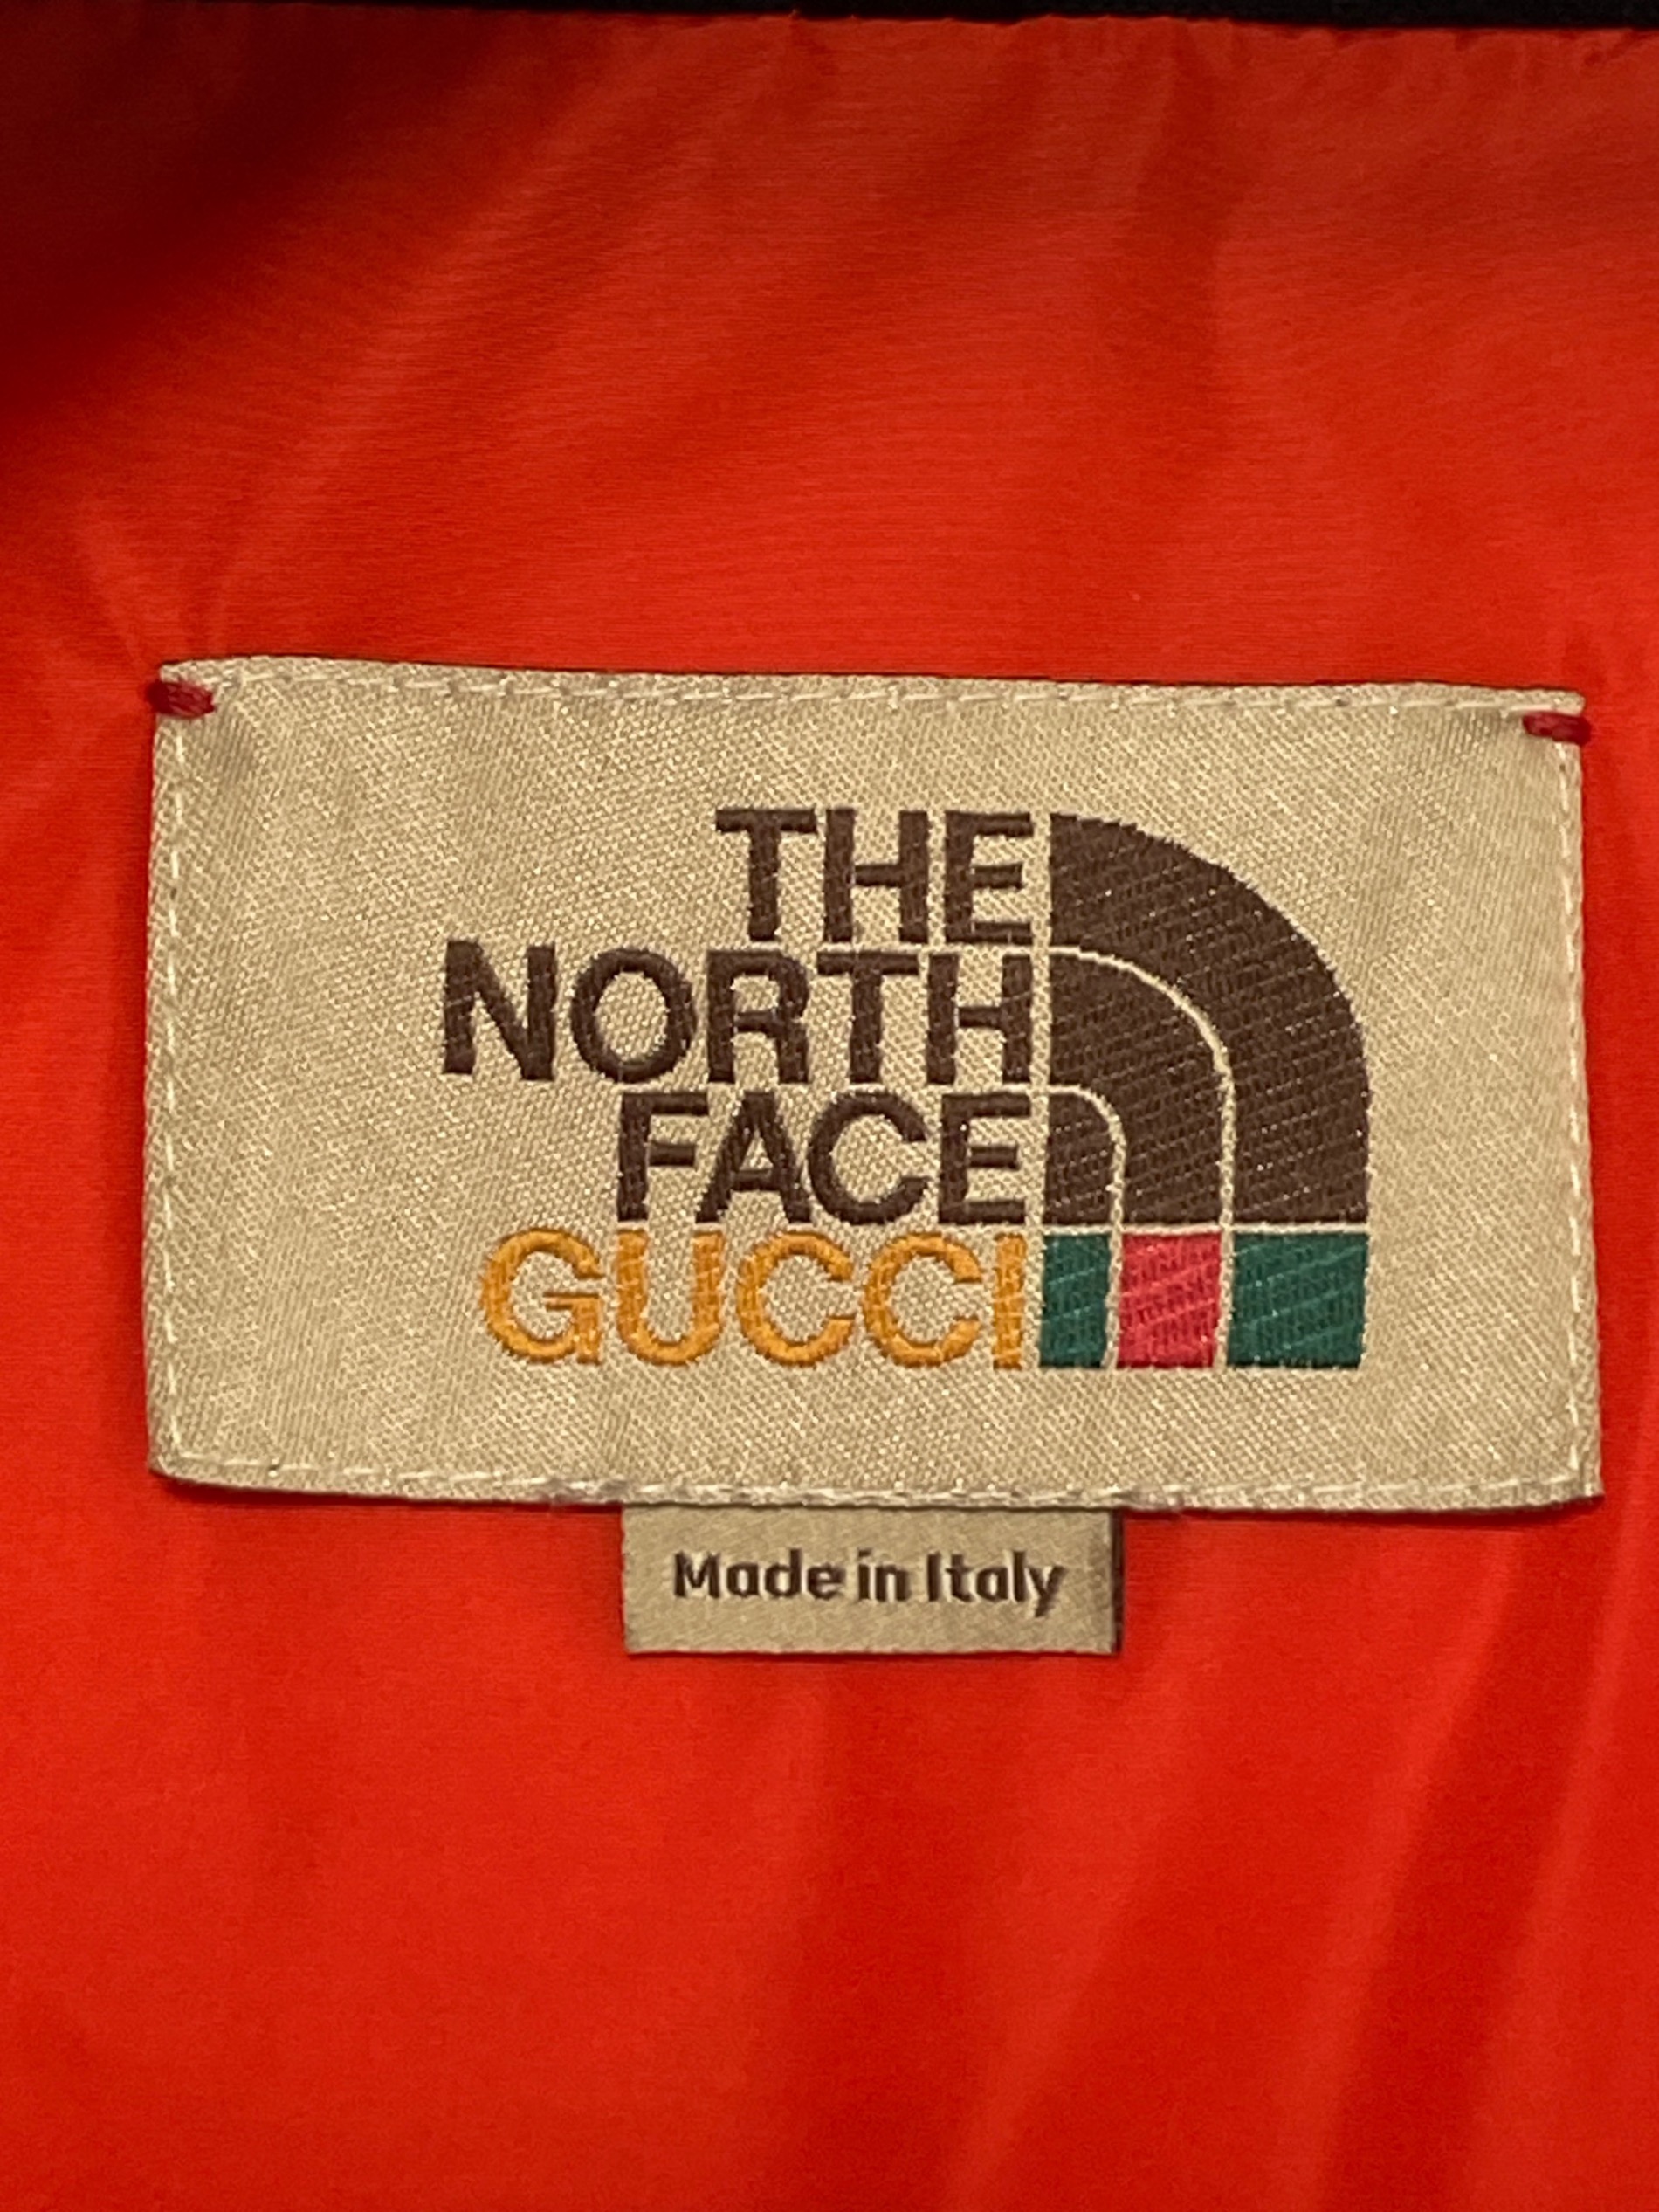 THE
NORTH
FACE
GUCCI
Made in Italy